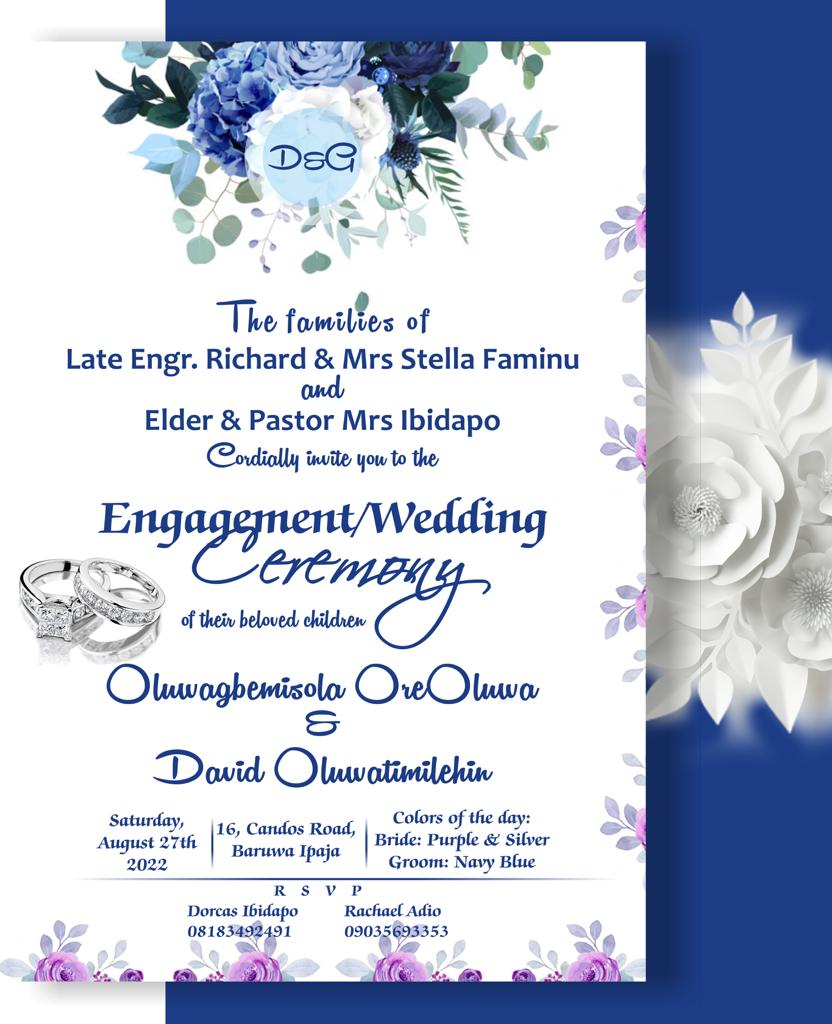 D&G
The families of
Late Engr. Richard & Mrs Stella Faminu
and
Elder & Pastor Mrs Ibidapo
Cordially invite you to the
Engagement/Wedding
Ceremony
of their beloved children
Oluwagbemisola OreOluwa
&
David Oluwatimilehin
Saturday,
August 27th
2022
16, Candos Road,
Baruwa Ipaja
Colors of the day:
Bride: Purple & Silver
Groom: Navy Blue
R S V P
Dorcas Ibidapo
08183492491
Rachael Adio
09035693353